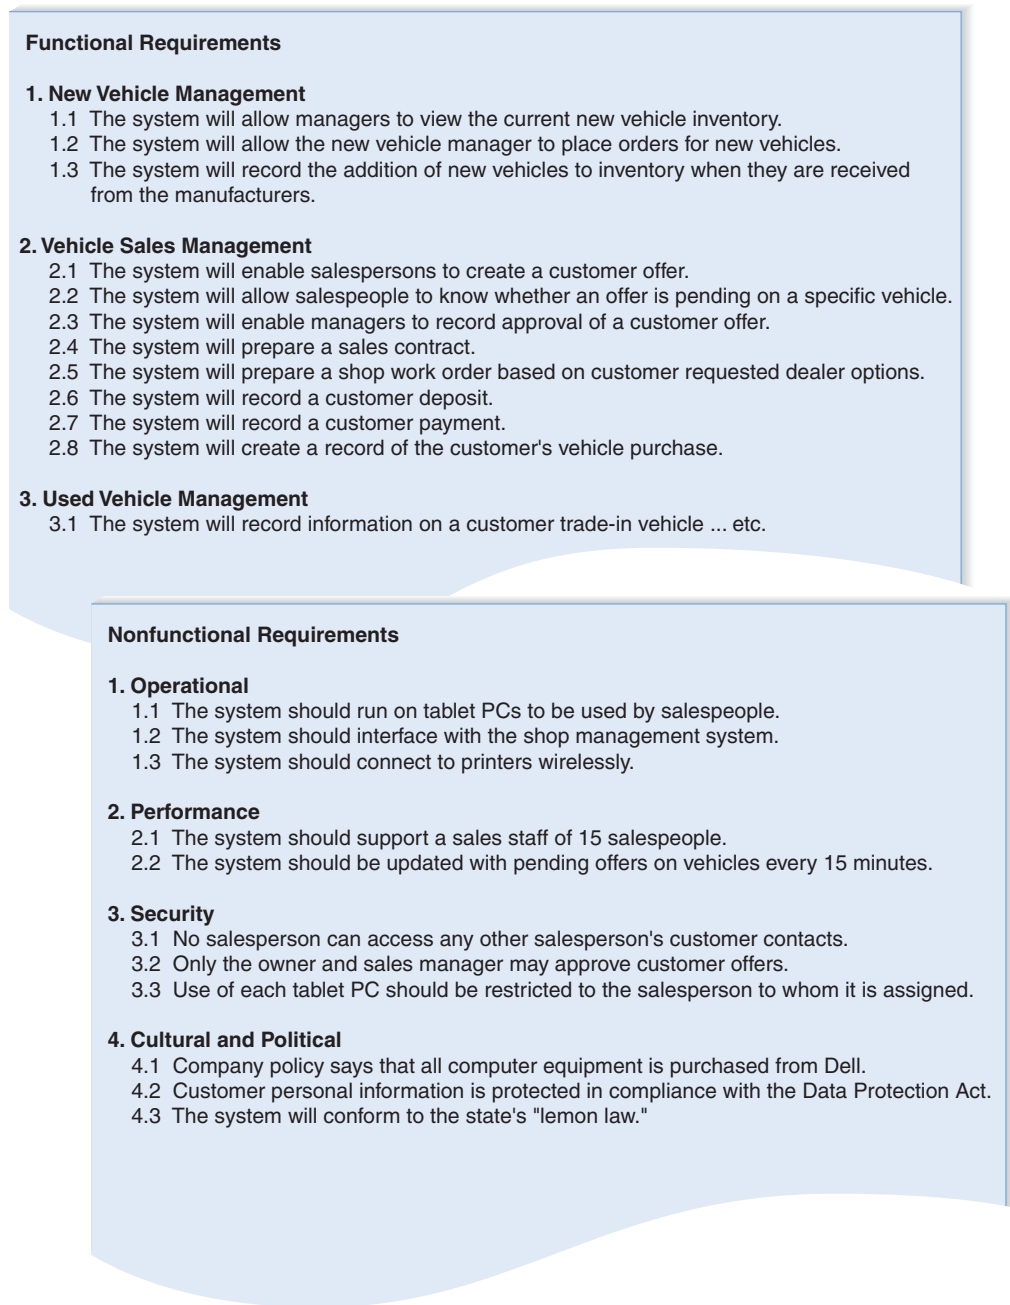 Functional Requirements
1. New Vehicle Management
1.1 The system will allow managers to view the current new vehicle inventory.
1.2 The system will allow the new vehicle manager to place orders for new vehicles.
1.3 The system will record the addition of new vehicles to inventory when they are received
from the manufacturers.
2. Vehicle Sales Management
2.1 The system will enable salespersons to create a customer offer.
2.2 The system will allow salespeople to know whether an offer is pending on a specific vehicle.
2.3 The system will enable managers to record approval of a customer offer.
2.4 The system will prepare a sales contract.
2.5 The system will prepare a shop work order based on customer requested dealer options.
2.6 The system will record a customer deposit.
2.7 The system will record a customer payment.
2.8 The system will create a record of the customer's vehicle purchase.
3. Used Vehicle Management
3.1 The system will record information on a customer trade-in vehicle ... etc.
Nonfunctional Requirements
1. Operational
1.1 The system should run on tablet PCs to be used by salespeople.
1.2 The system should interface with the shop management system.
1.3 The system should connect to printers wirelessly.
2. Performance
2.1 The system should support a sales staff of 15 salespeople.
2.2 The system should be updated with pending offers on vehicles every 15 minutes.
3. Security
3.1 No salesperson can access any other salesperson's customer contacts.
3.2 Only the owner and sales manager may approve customer offers.
3.3 Use of each tablet PC should be restricted to the salesperson to whom it is assigned.
4. Cultural and Political
4.1 Company policy says that all computer equipment is purchased from Dell.
4.2 Customer personal information is protected in compliance with the Data Protection Act.
4.3 The system will conform to the state's "lemon law."